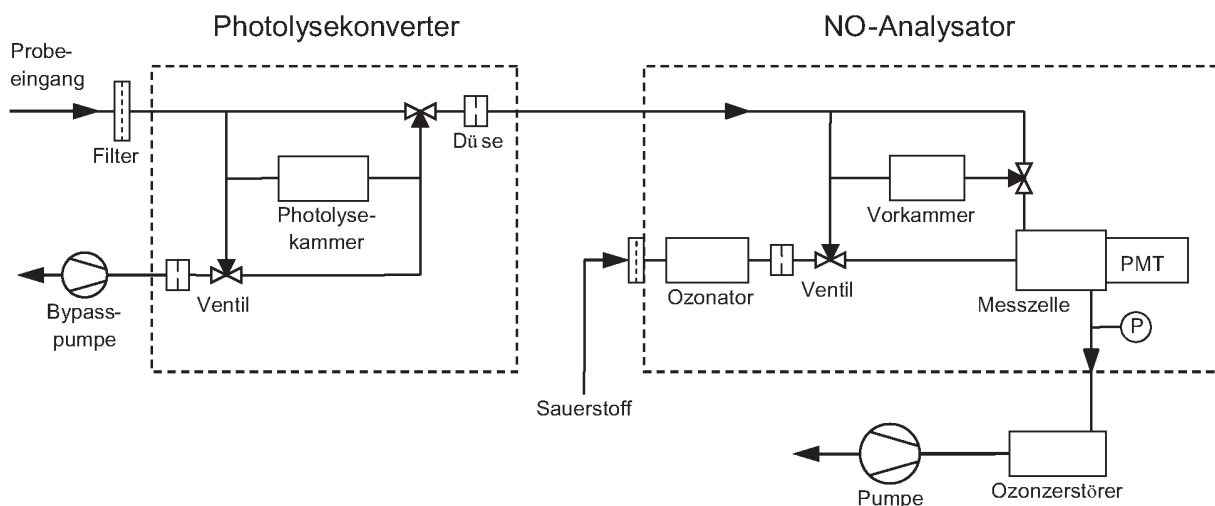 Photolysekonverter
NO-Analysator
Probe-
eingang
Filter
Düse
Photolyse-
kammer
Vorkammer
Ventil
Bypass-
pumpe
Ozonator
Ventil
PMT
Messzelle
P
Sauerstoff
Pumpe
Ozonzerstörer